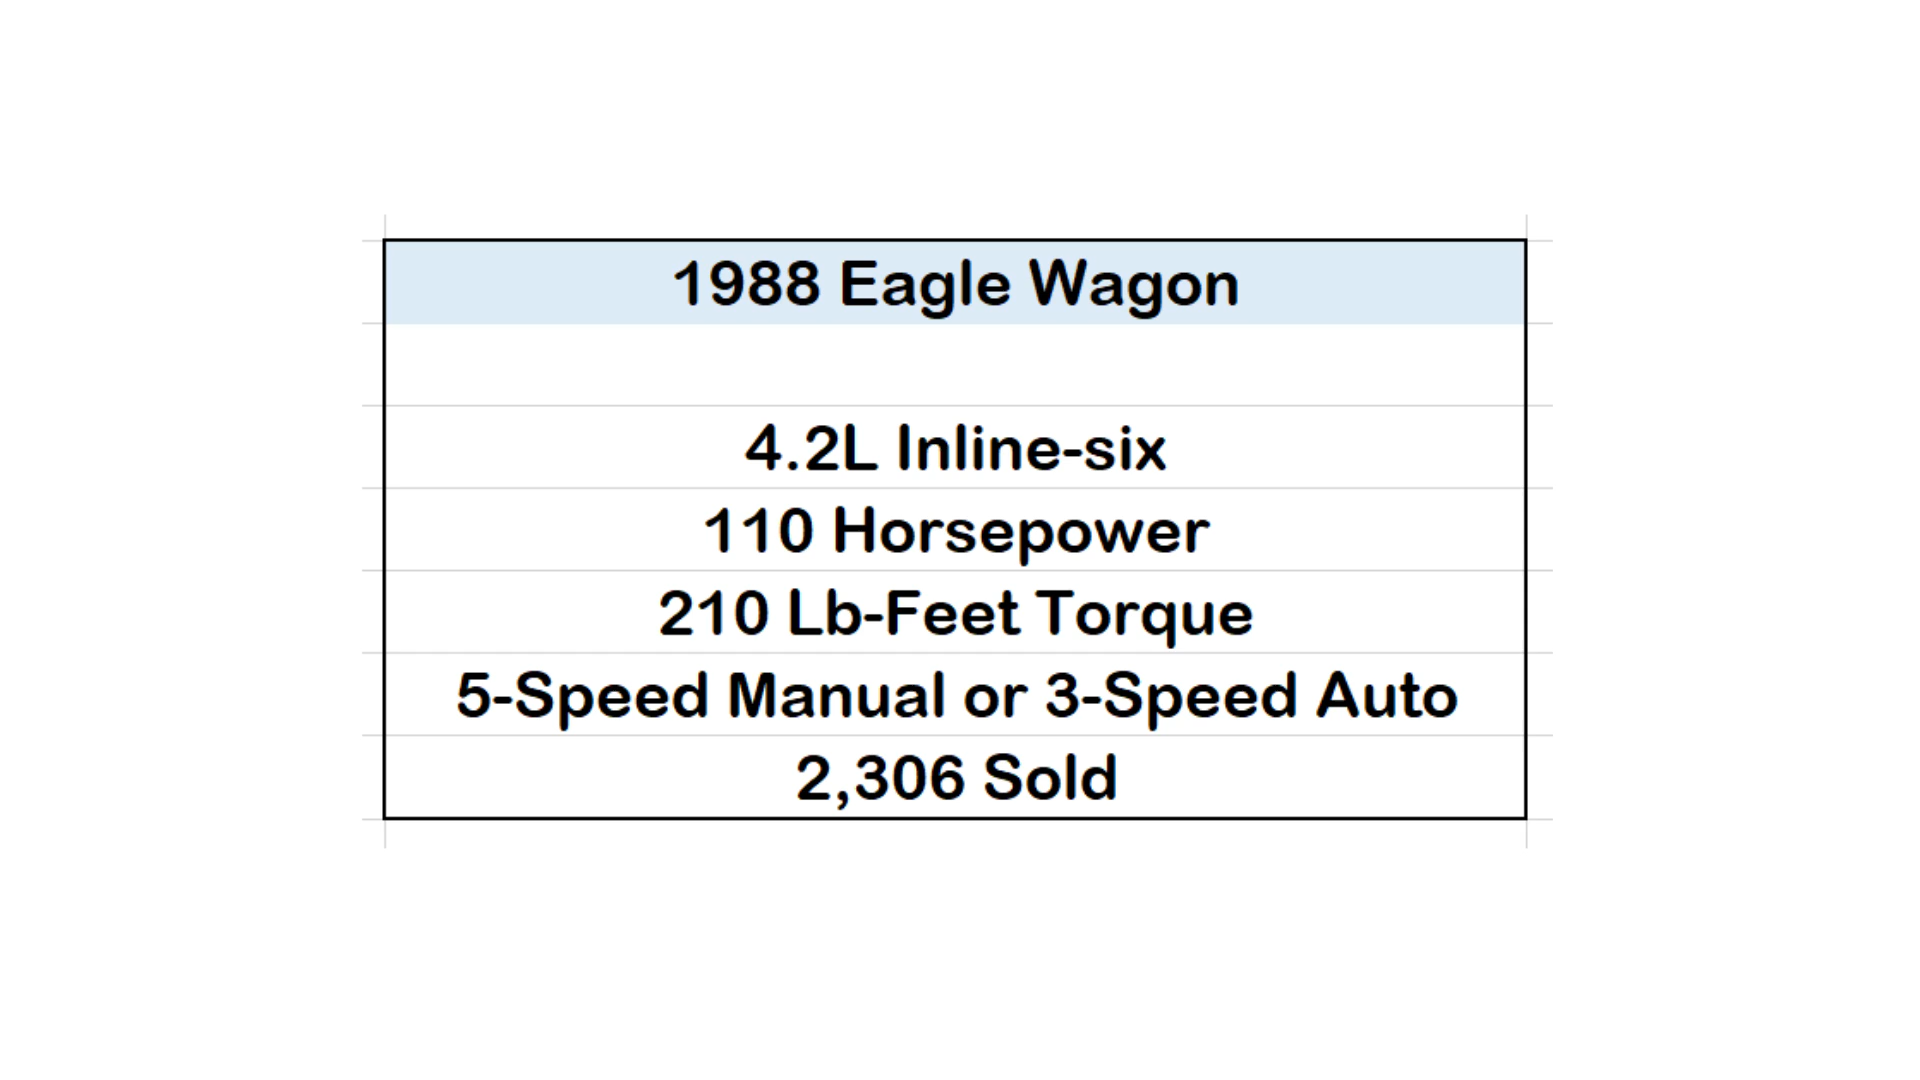 1988 Eagle Wagon
4.2L Inline-six
110 Horsepower
210 Lb-Feet Torque
5-Speed Manual or 3-Speed Auto
2,306 Sold